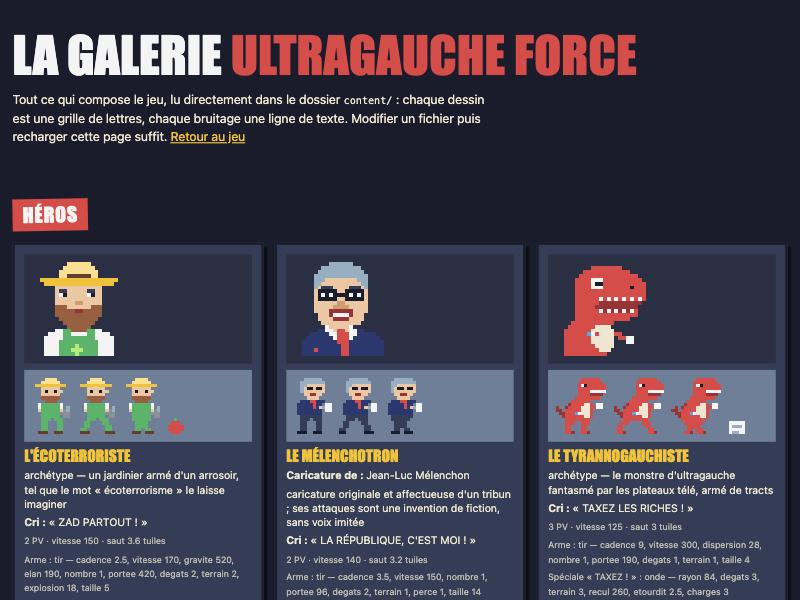 LA GALERIE ULTRAGAUCHE FORCE
Tout ce qui compose le jeu, lu directement dans le dossier content/ : chaque dessin
est une grille de lettres, chaque bruitage une ligne de texte. Modifier un fichier puis
recharger cette page suffit. Retour au jeu
HÉROS
L'ÉCOTERRORISTE
archétype — un jardinier armé d'un arrosoir,
tel que le mot « écoterrorisme » le laisse
imaginer
Cri : « ZAD PARTOUT ! »
2 PV · vitesse 150 · saut 3.6 tuiles
Arme : tir — cadence 2.5, vitesse 170, gravite 520,
elan 190, nombre 1, portee 420, degats 2, terrain 2,
explosion 18, taille 5
LE MÉLENCHOTRON
Caricature de : Jean-Luc Mélenchon
caricature originale et affectueuse d'un tribun
; ses attaques sont une invention de fiction,
sans voix imitée
Cri : « LA RÉPUBLIQUE, C'EST MOI ! »
2 PV · vitesse 140 · saut 3.2 tuiles
Arme : tir — cadence 3.5, vitesse 150, nombre 1,
portee 96, degats 2, terrain 1, perce 1, taille 14
LE TYRANNOGAUCHISTE
archétype — le monstre d'ultragauche
fantasmé par les plateaux télé, armé de tracts
Cri : « TAXEZ LES RICHES ! »
3 PV · vitesse 125 · saut 3 tuiles
Arme : tir — cadence 9, vitesse 300, dispersion 28,
nombre 1, portee 190, degats 1, terrain 1, taille 4
Spéciale « TAXEZ ! » : onde — rayon 84, degats 3,
terrain 3, recul 260, etourdit 2.5, charges 3